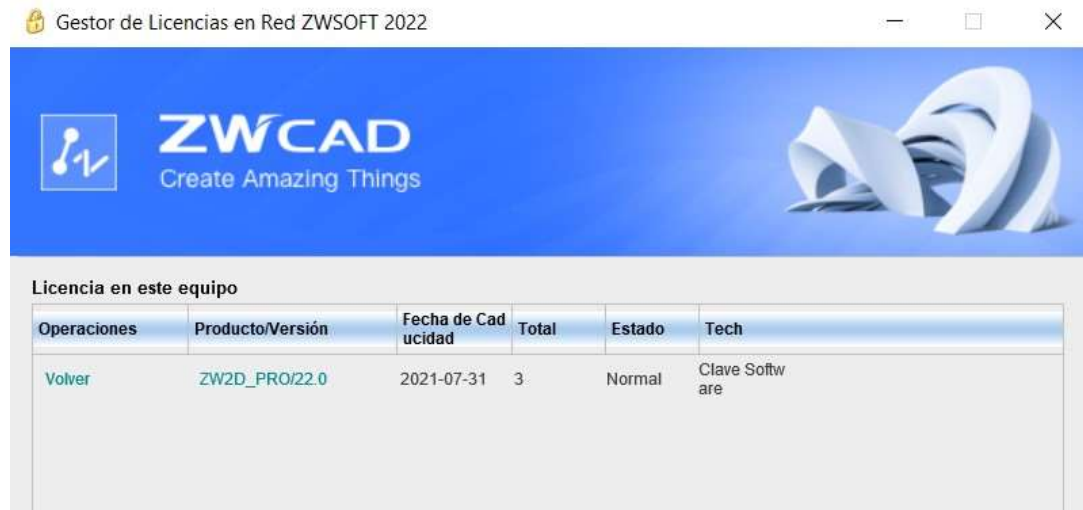 Gestor de Licencias en Red ZWSOFT 2022
ZWCAD
Create Amazing Things
Licencia en este equipo
Operaciones Producto/Versión Fecha de Cad Total Estado Tech
ucidad
Volver ZW2D_PRO/22.0 2021-07-31 3 Normal Clave Softw
are